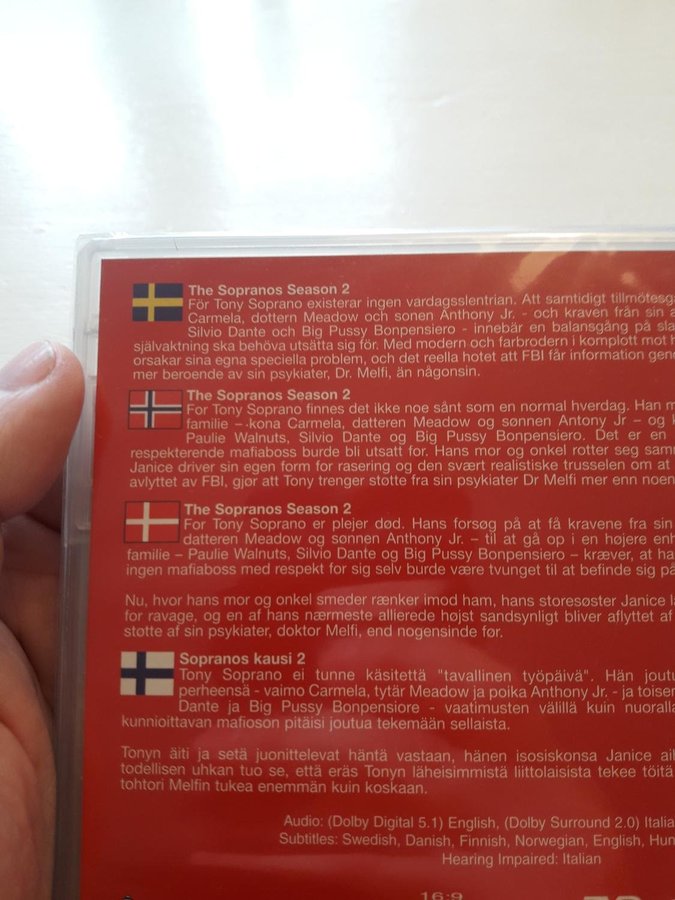 The Sopranos Season 2
För Tony Soprano existerar ingen vardagsslentrian. Att samtidigt tillmötesg
Carmela, dottern Meadow och sonen Anthony Jr. - och kraven från sin a
Silvio Dante och Big Pussy Bonpensiero - innebär en balansgång på sla
självaktning ska behöva utsätta sig för. Med modern och farbrodern i komplott mot h
orsakar sina egna speciella problem, och det reella hotet att FBI får information gen
mer beroende av sin psykiater, Dr. Melfi, än någonsin.
The Sopranos Season 2
For Tony Soprano finnes det ikke noe sånt som en normal hverdag. Han m
familie – kona Carmela, datteren Meadow og sønnen Antony Jr – og k
Paulie Walnuts, Silvio Dante og Big Pussy Bonpensiero. Det er en
respekterende mafiaboss burde bli utsatt for. Hans mor og onkel rotter seg sam
Janice driver sin egen form for rasering og den svært realistiske trusselen om at
avlyttet av FBI, gjør at Tony trenger støtte fra sin psykiater Dr Melfi mer enn noen
The Sopranos Season 2
For Tony Soprano er plejer død. Hans forsøg på at få kravene fra sin
datteren Meadow og sønnen Anthony Jr. – til at gå op i en højere enh
familie – Paulie Walnuts, Silvio Dante og Big Pussy Bonpensiero – kræver, at ha
ingen mafiaboss med respekt for sig selv burde være tvunget til at befinde sig på
Nu, hvor hans mor og onkel smeder rænker imod ham, hans storesøster Janice l
for ravage, og en af hans nærmeste allierede højst sandsynligt bliver aflyttet af
støtte af sin psykiater, doktor Melfi, end nogensinde før.
Sopranos kausi 2
Tony Soprano ei tunne käsitettä "tavallinen työpäivä". Hän joutu
perheensä - vaimo Carmela, tytär Meadow ja poika Anthony Jr. - ja toisen
Dante ja Big Pussy Bonpensiore - vaatimusten välillä kuin nuoralla
kunnioittavan mafioson pitäisi joutua tekemään sellaista.
Tonyn äiti ja setä juonittelevat häntä vastaan, hänen isosiskonsa Janice aih
todellisen uhkan tuo se, että eräs Tonyn läheisimmistä liittolaisista tekee töitä
tohtori Melfin tukea enemmän kuin koskaan.
Audio: (Dolby Digital 5.1) English, (Dolby Surround 2.0) Italia
Subtitles: Swedish, Danish, Finnish, Norwegian, English, Hun
Hearing Impaired: Italian
16:9